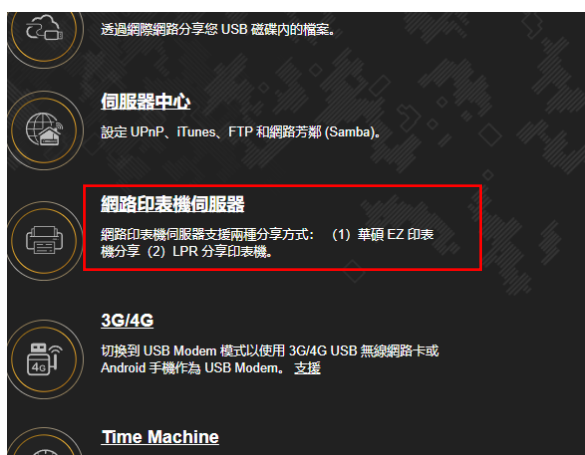 透過網際網路分享您 USB 磁碟內的檔案。
伺服器中心
設定 UPnP、iTunes、FTP 和網路芳鄰 (Samba)。
網路印表機伺服器
網路印表機伺服器支援兩種分享方式： （1）華碩 EZ 印表
機分享（2）LPR 分享印表機。
3G/4G
切換到 USB Modem 模式以使用 3G/4G USB 無線網路卡或
Android 手機作為 USB Modem。 支援
4G
Time Machine